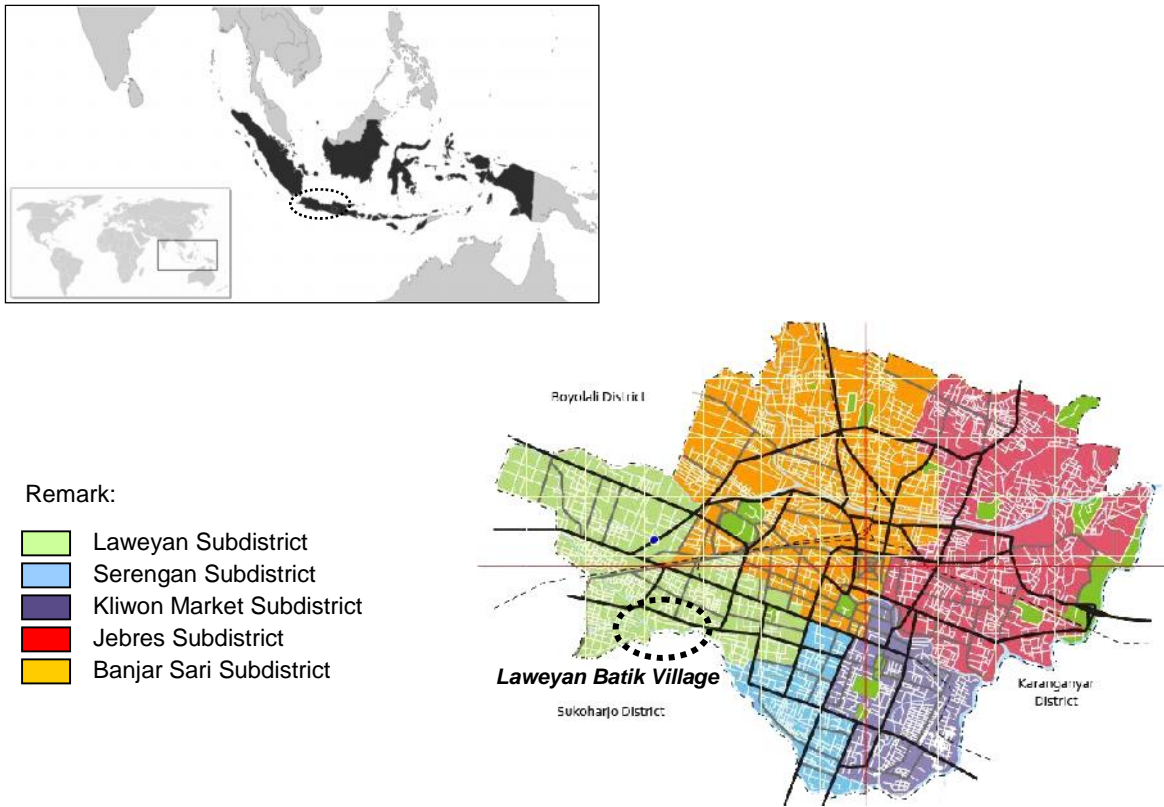 Boyolali District
Remark:
Laweyan Subdistrict
Serengan Subdistrict
Kliwon Market Subdistrict
Jebres Subdistrict
Banjar Sari Subdistrict
Laweyan Batik Village
Sukoharjo District
Karanganyar
District